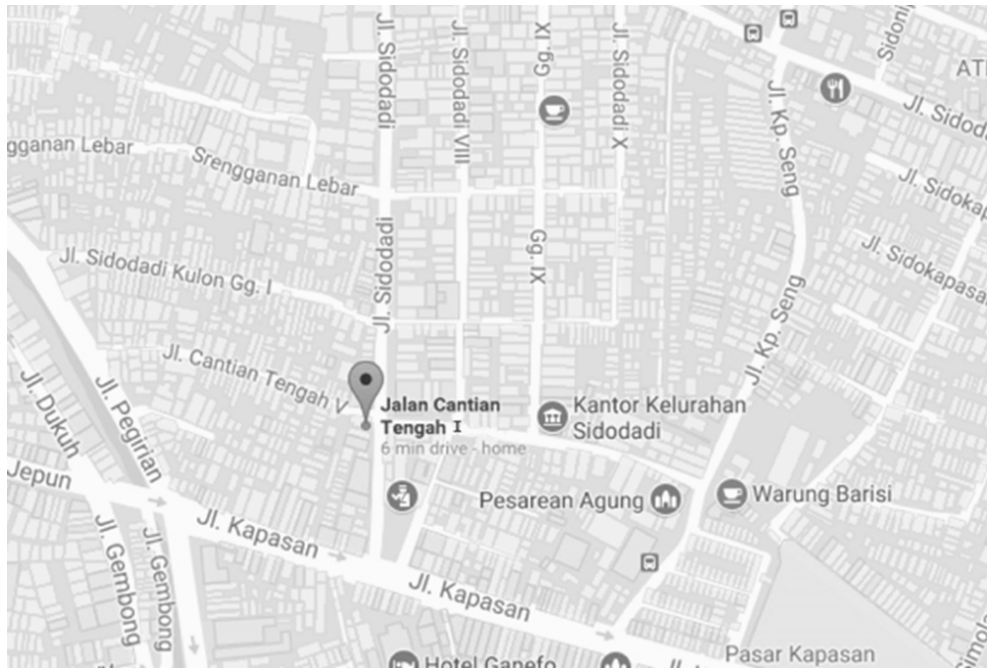 Jl. Sidodadi
Jl. Sidodadi VIII
Gg. IX
Jl. Sidodadi X
Jl. Kp. Seng
Jl. Sidoda
gganan Lebar
Srengganan Lebar
Jl. Sidokap
Jl. Sidodadi
Gg. IX
Jl. Sidokapasa
Jl. Sidodadi Kulon Gg. I
Jl. Kp. Seng
Jl. Cantian Tengah V
Jl. Dukuh
Jl. Pegirian
Jalan Cantian
Tengah I
6 min drive - home
Kantor Kelurahan
Sidodadi
Jepun
Jl. Kapasan
Pesarean Agung
Warung Barisi
Jl. Gembong
Jl. Gembong
Jl. Kapasan
Pasar Kapasan
Hotel Ganefo